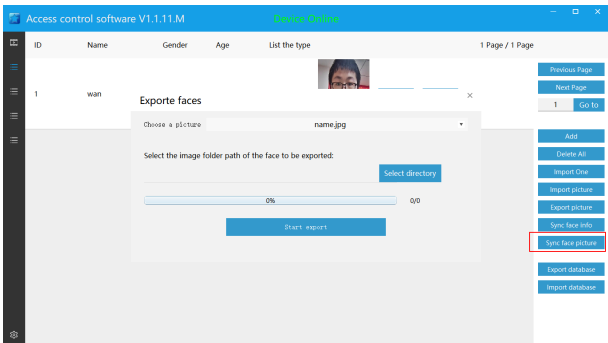 Access control software V1.1.11.M
Device Online
ID Name Gender Age List the type 1 Page / 1 Page
1 wan
Exporte faces
Choose a picture name.jpg
Select the image folder path of the face to be exported:
Select directory
0% 0/0
Start export
Previous Page
Next Page
1 Go to
Add
Delete All
Import One
Import picture
Export picture
Sync face info
Sync face picture
Export database
Import database